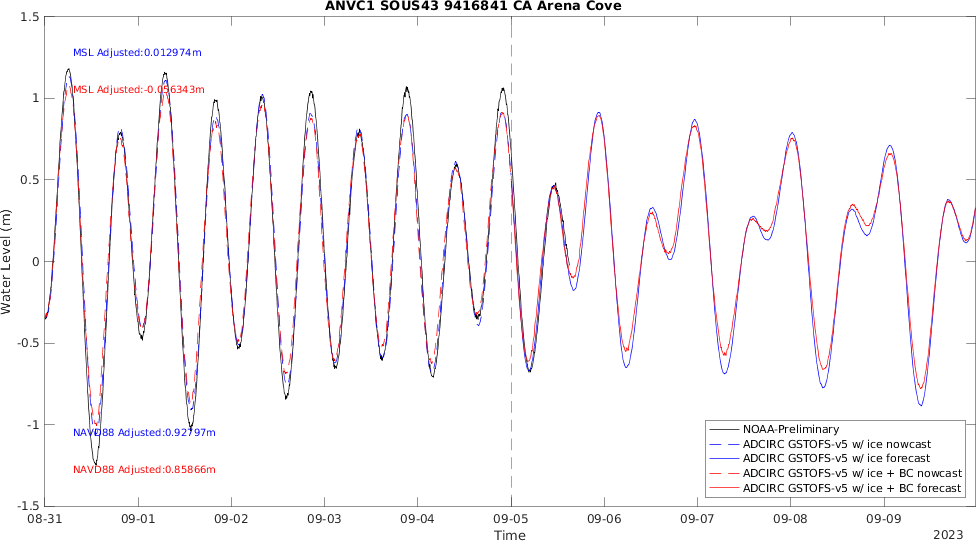 ANVC1 SOUS43 9416841 CA Arena Cove
1.5
MSL Adjusted:0.012974m
1
MSL Adjusted:-0.056343m
0.5
Water Level (m)
0
-0.5
-1
NAVD88 Adjusted:0.92797m
NAVD88 Adjusted:0.85866m
-1.5
NOAA-Preliminary
ADCIRC GSTOFS-v5 w/ ice nowcast
ADCIRC GSTOFS-v5 w/ ice forecast
ADCIRC GSTOFS-v5 w/ ice + BC nowcast
ADCIRC GSTOFS-v5 w/ ice + BC forecast
08-31 09-01 09-02 09-03 09-04 09-05 09-06 09-07 09-08 09-09
Time
2023